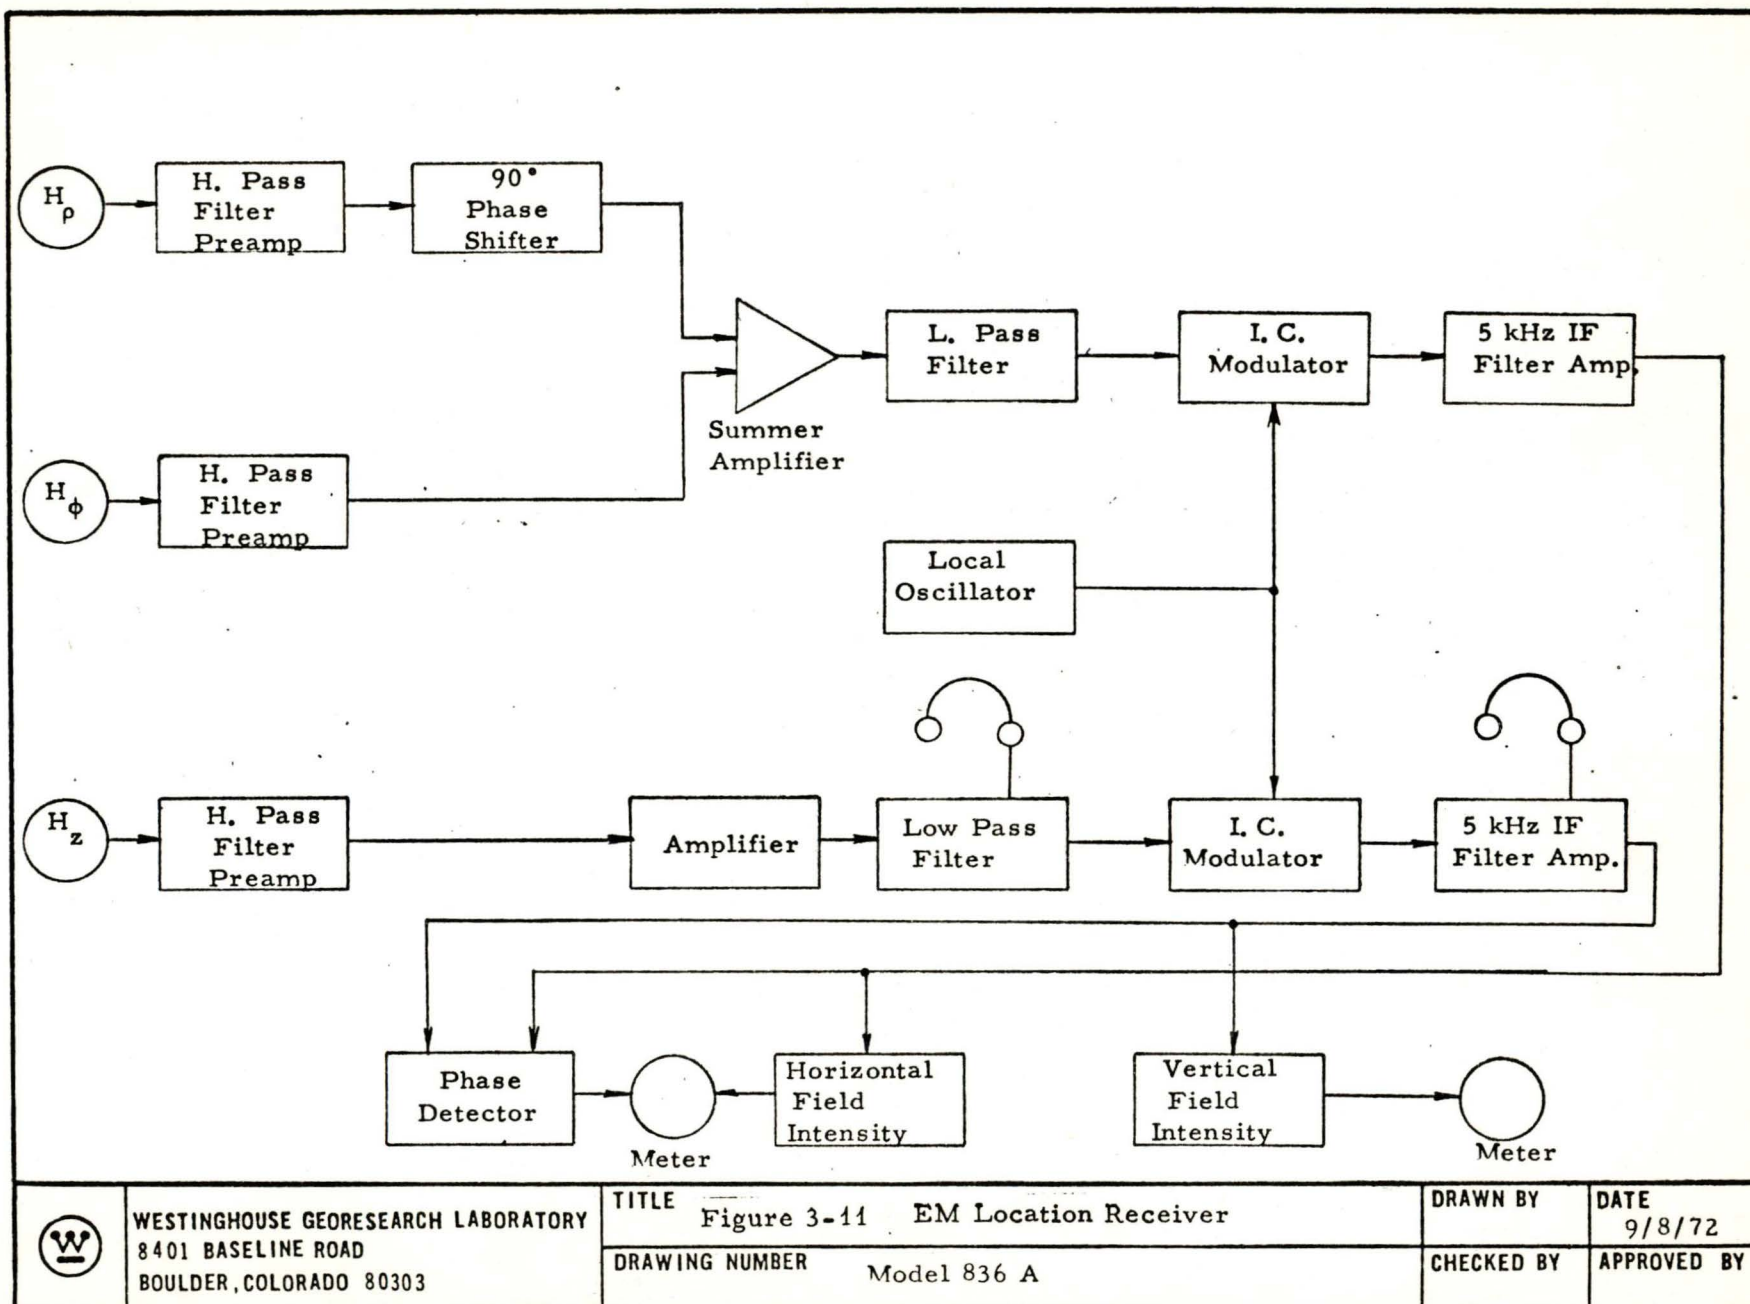 Hρ
H. Pass
Filter
Preamp
90°
Phase
Shifter
Summer
Amplifier
L. Pass
Filter
I. C.
Modulator
5 kHz IF
Filter Amp.
Hϕ
H. Pass
Filter
Preamp
Local
Oscillator
Hz
H. Pass
Filter
Preamp
Amplifier
Low Pass
Filter
I. C.
Modulator
5 kHz IF
Filter Amp.
Phase
Detector
Meter
Horizontal
Field
Intensity
Vertical
Field
Intensity
Meter
W
WESTINGHOUSE GEORESEARCH LABORATORY
8401 BASELINE ROAD
BOULDER, COLORADO 80303
TITLE Figure 3-11 EM Location Receiver
DRAWING NUMBER Model 836 A
DRAWN BY
DATE
9/8/72
CHECKED BY
APPROVED BY